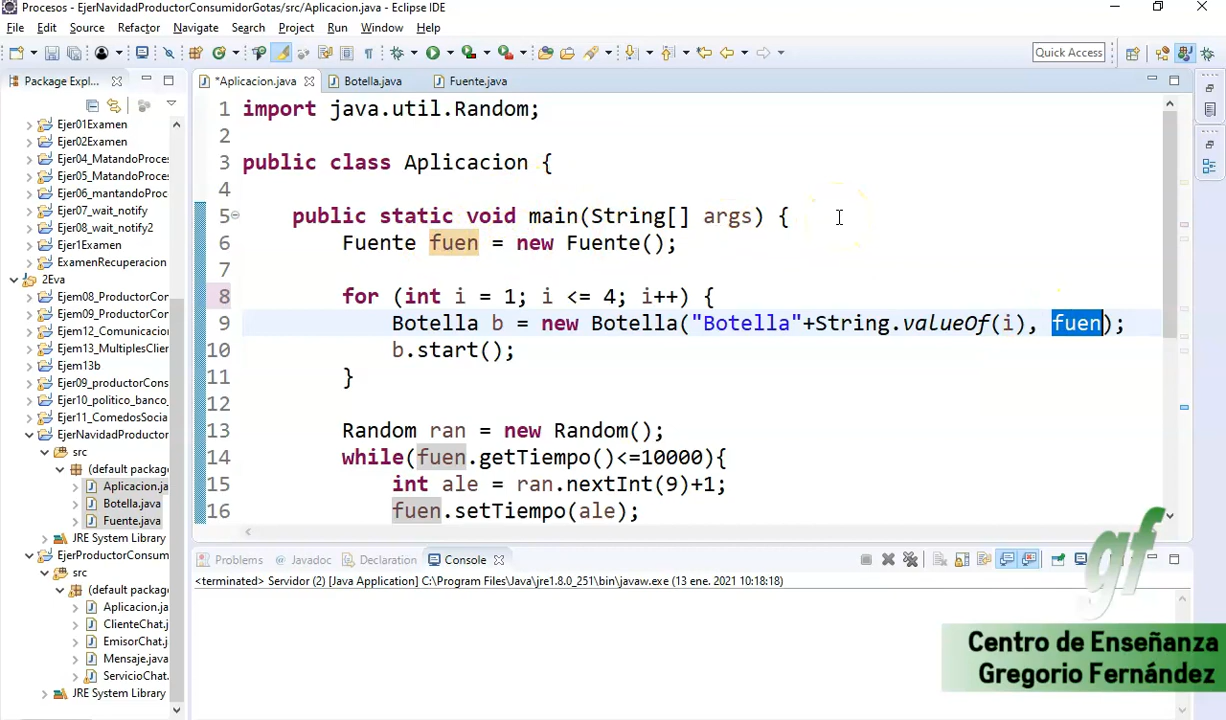 Procesos - EjerNavidadProductorConsumidorGotas/src/Aplicacion.java - Eclipse IDE
File Edit Source Refactor Navigate Search Project Run Window Help
Quick Access
Package Expl...
*Aplicacion.java Botella.java Fuente.java
Ejer01Examen
Ejer02Examen
Ejer04_MatandoProce
Ejer05_MatandoProce
Ejer06_mantandoProc
Ejer07_wait_notify
Ejer08_wait_notify2
Ejer1Examen
ExamenRecuperacion
2Eva
Ejem08_ProductorCon
Ejem09_ProductorCon
Ejem12_Comunicacion
Ejem13_MultiplesClien
Ejem13b
Ejer09_productorCons
Ejer10_politico_banco_
Ejer11_ComedosSocia
EjerNavidadProductor
src
(default package
Aplicacion.ja
Botella.java
Fuente.java
JRE System Library
EjerProductorConsum
src
(default package
Aplicacion.ja
ClienteChat.j
EmisorChat.j
Mensaje.java
ServicioChat.
JRE System Library
1 import java.util.Random;
2
3 public class Aplicacion {
4
5 public static void main(String[] args) {
6 Fuente fuen = new Fuente();
7
8 for (int i = 1; i <= 4; i++) {
9 Botella b = new Botella("Botella"+String.valueOf(i), fuen);
10 b.start();
11 }
12
13 Random ran = new Random();
14 while(fuen.getTiempo()<=10000){
15 int ale = ran.nextInt(9)+1;
16 fuen.setTiempo(ale);
Problems Javadoc Declaration Console
<terminated> Servidor (2) [Java Application] C:\Program Files\Java\jre1.8.0_251\bin\javaw.exe (13 ene. 2021 10:18:18)
gf
Centro de Enseñanza
Gregorio Fernández